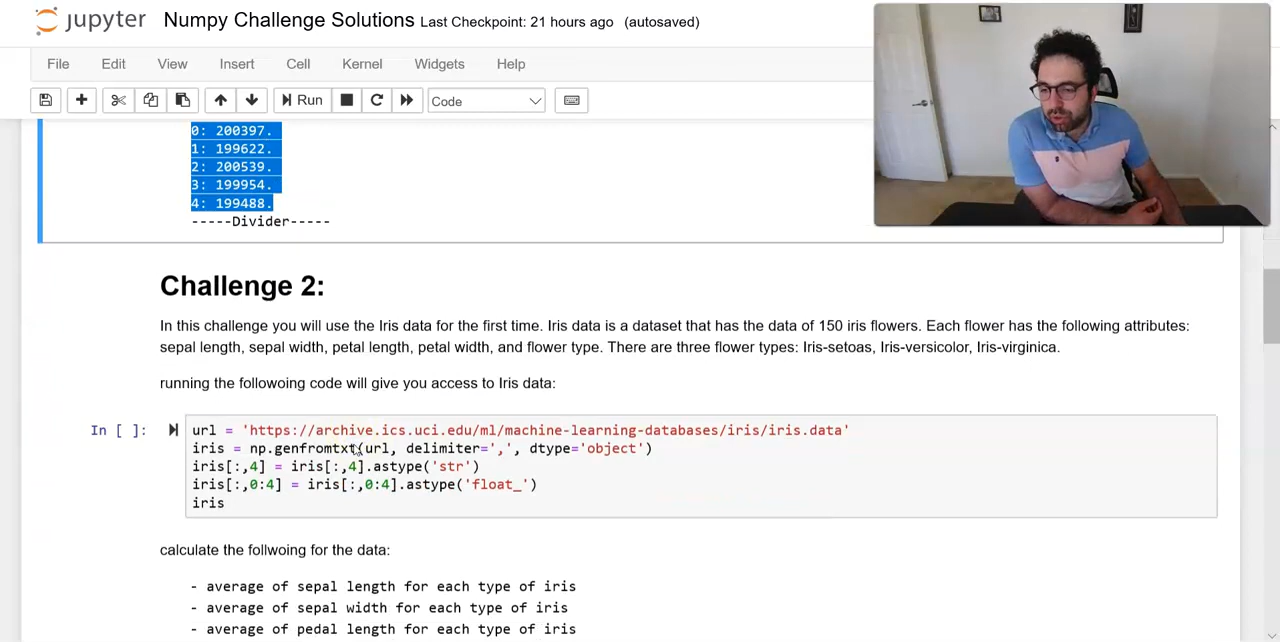 jupyter Numpy Challenge Solutions Last Checkpoint: 21 hours ago (autosaved)
File Edit View Insert Cell Kernel Widgets Help
Run Code
0: 200397.
1: 199622.
2: 200539.
3: 199954.
4: 199488.
-----Divider-----
Challenge 2:
In this challenge you will use the Iris data for the first time. Iris data is a dataset that has the data of 150 iris flowers. Each flower has the following attributes:
sepal length, sepal width, petal length, petal width, and flower type. There are three flower types: Iris-setoas, Iris-versicolor, Iris-virginica.
running the followoing code will give you access to Iris data:
In [ ]: url = 'https://archive.ics.uci.edu/ml/machine-learning-databases/iris/iris.data'
iris = np.genfromtxt(url, delimiter=',', dtype='object')
iris[:,4] = iris[:,4].astype('str')
iris[:,0:4] = iris[:,0:4].astype('float_')
iris
calculate the follwoing for the data:
- average of sepal length for each type of iris
- average of sepal width for each type of iris
- average of pedal length for each type of iris